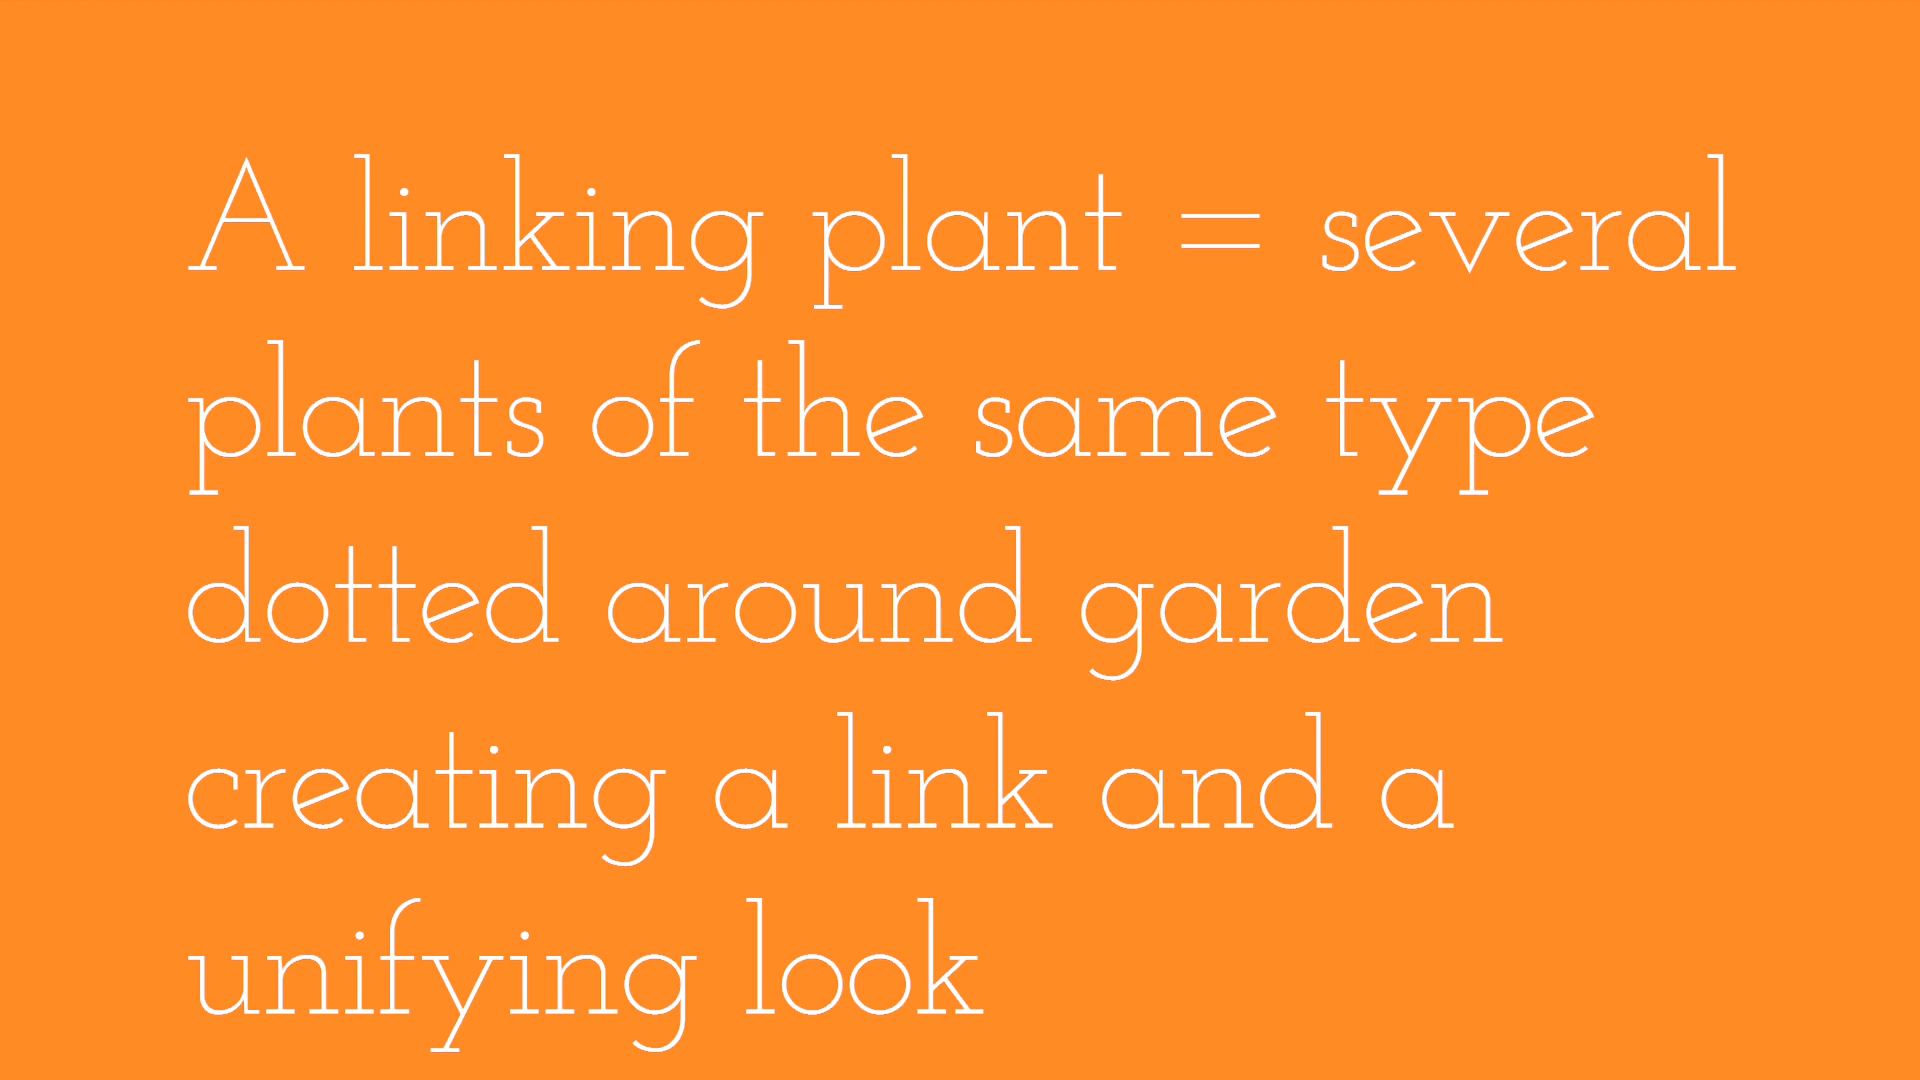 A linking plant = several
plants of the same type
dotted around garden
creating a link and a
unifying look